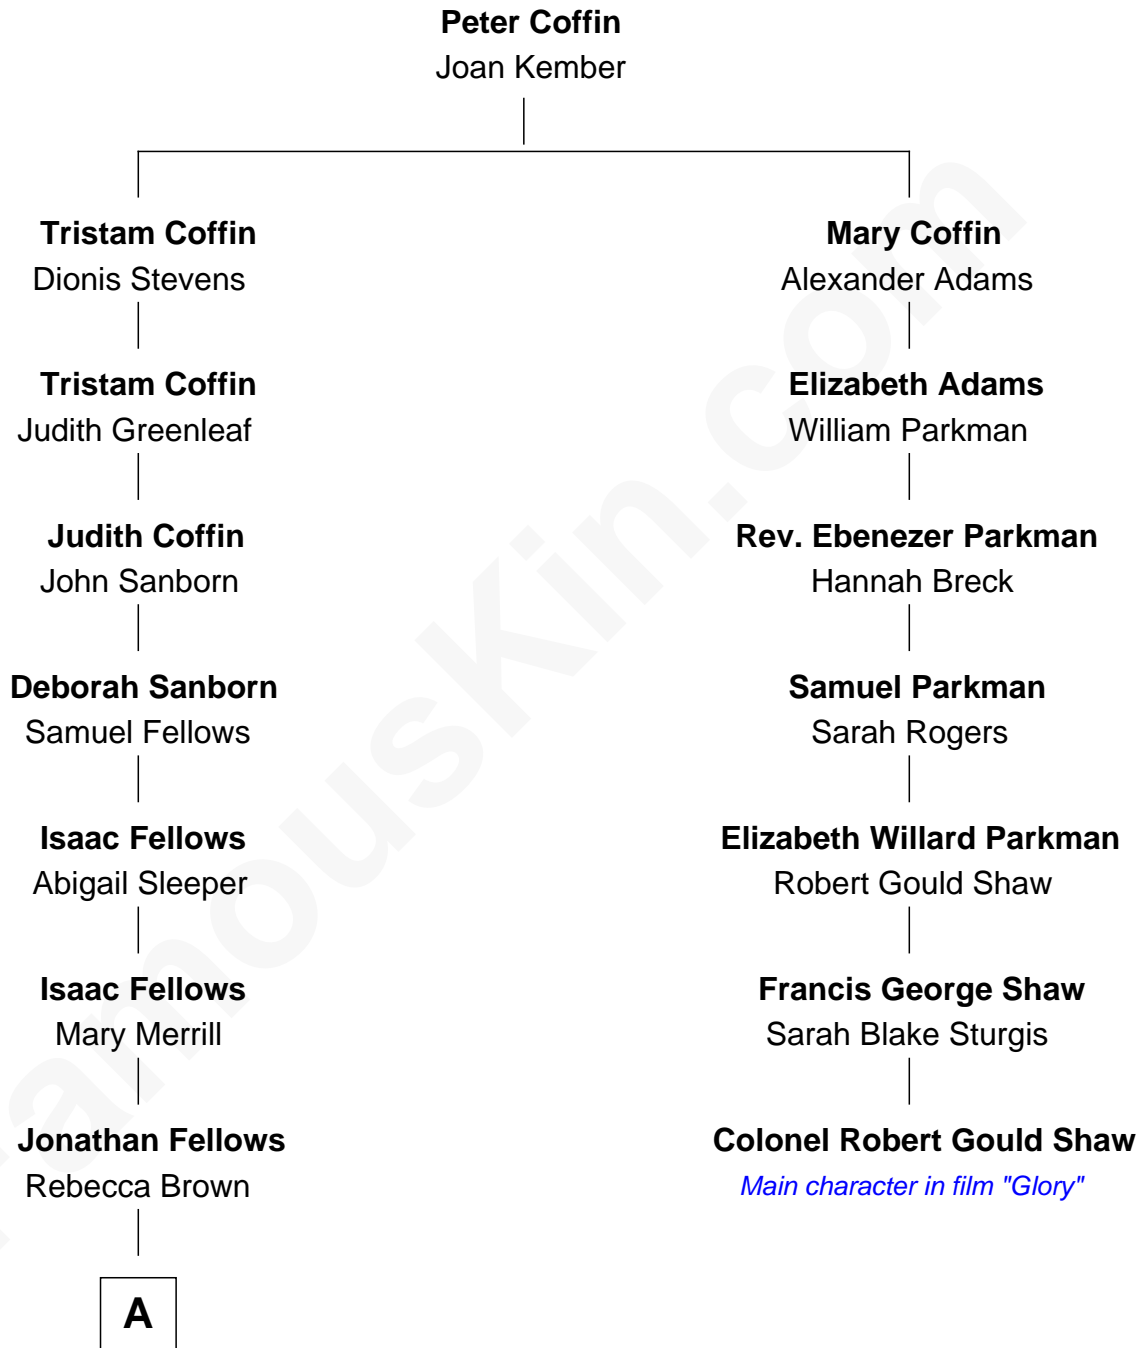 Peter Coffin
Joan Kember
Tristam Coffin
Dionis Stevens
Mary Coffin
Alexander Adams
Tristam Coffin
Judith Greenleaf
Elizabeth Adams
William Parkman
Judith Coffin
John Sanborn
Rev. Ebenezer Parkman
Hannah Breck
Deborah Sanborn
Samuel Fellows
Samuel Parkman
Sarah Rogers
Isaac Fellows
Abigail Sleeper
Elizabeth Willard Parkman
Robert Gould Shaw
Isaac Fellows
Mary Merrill
Francis George Shaw
Sarah Blake Sturgis
Jonathan Fellows
Rebecca Brown
Colonel Robert Gould Shaw
Main character in film "Glory"
A
FamousKin.com